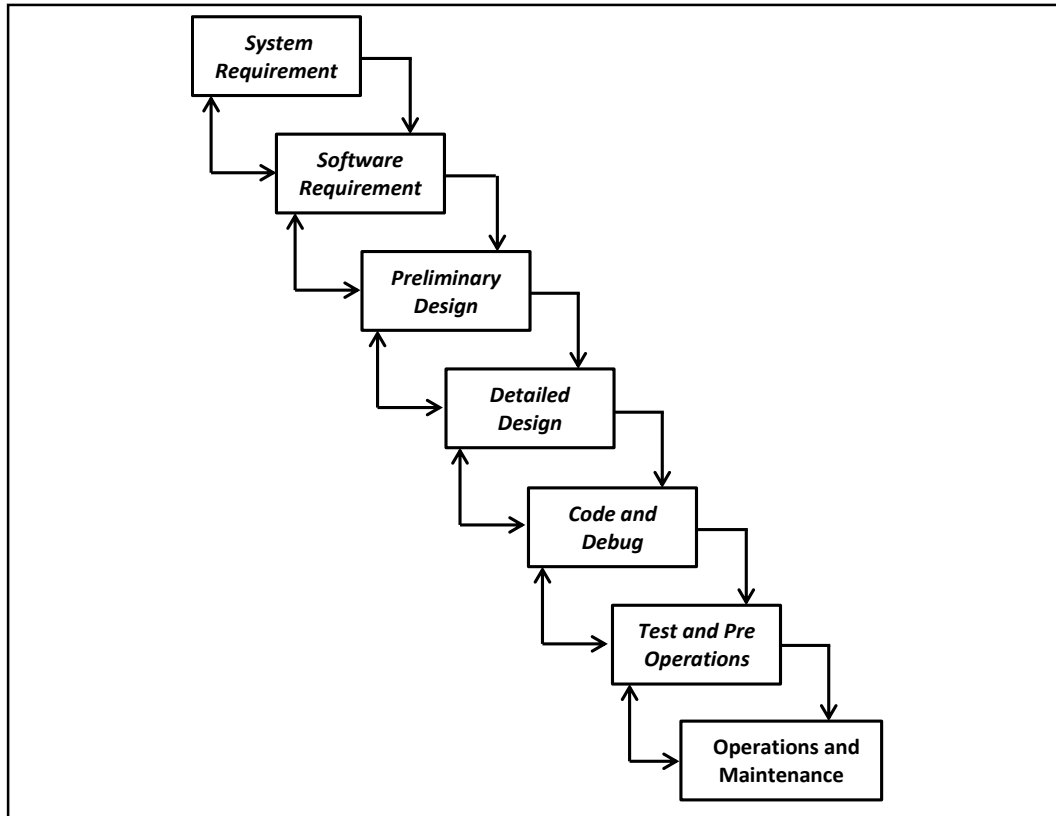 System
Requirement
Software
Requirement
Preliminary
Design
Detailed
Design
Code and
Debug
Test and Pre
Operations
Operations and
Maintenance